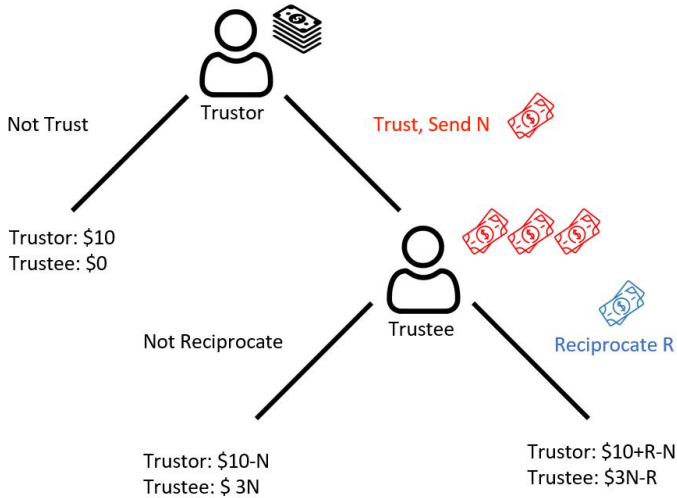 Trustor
Not Trust
Trust, Send N
Trustor: $10
Trustee: $0
Trustee
Not Reciprocate
Reciprocate R
Trustor: $10-N
Trustee: $ 3N
Trustor: $10+R-N
Trustee: $3N-R